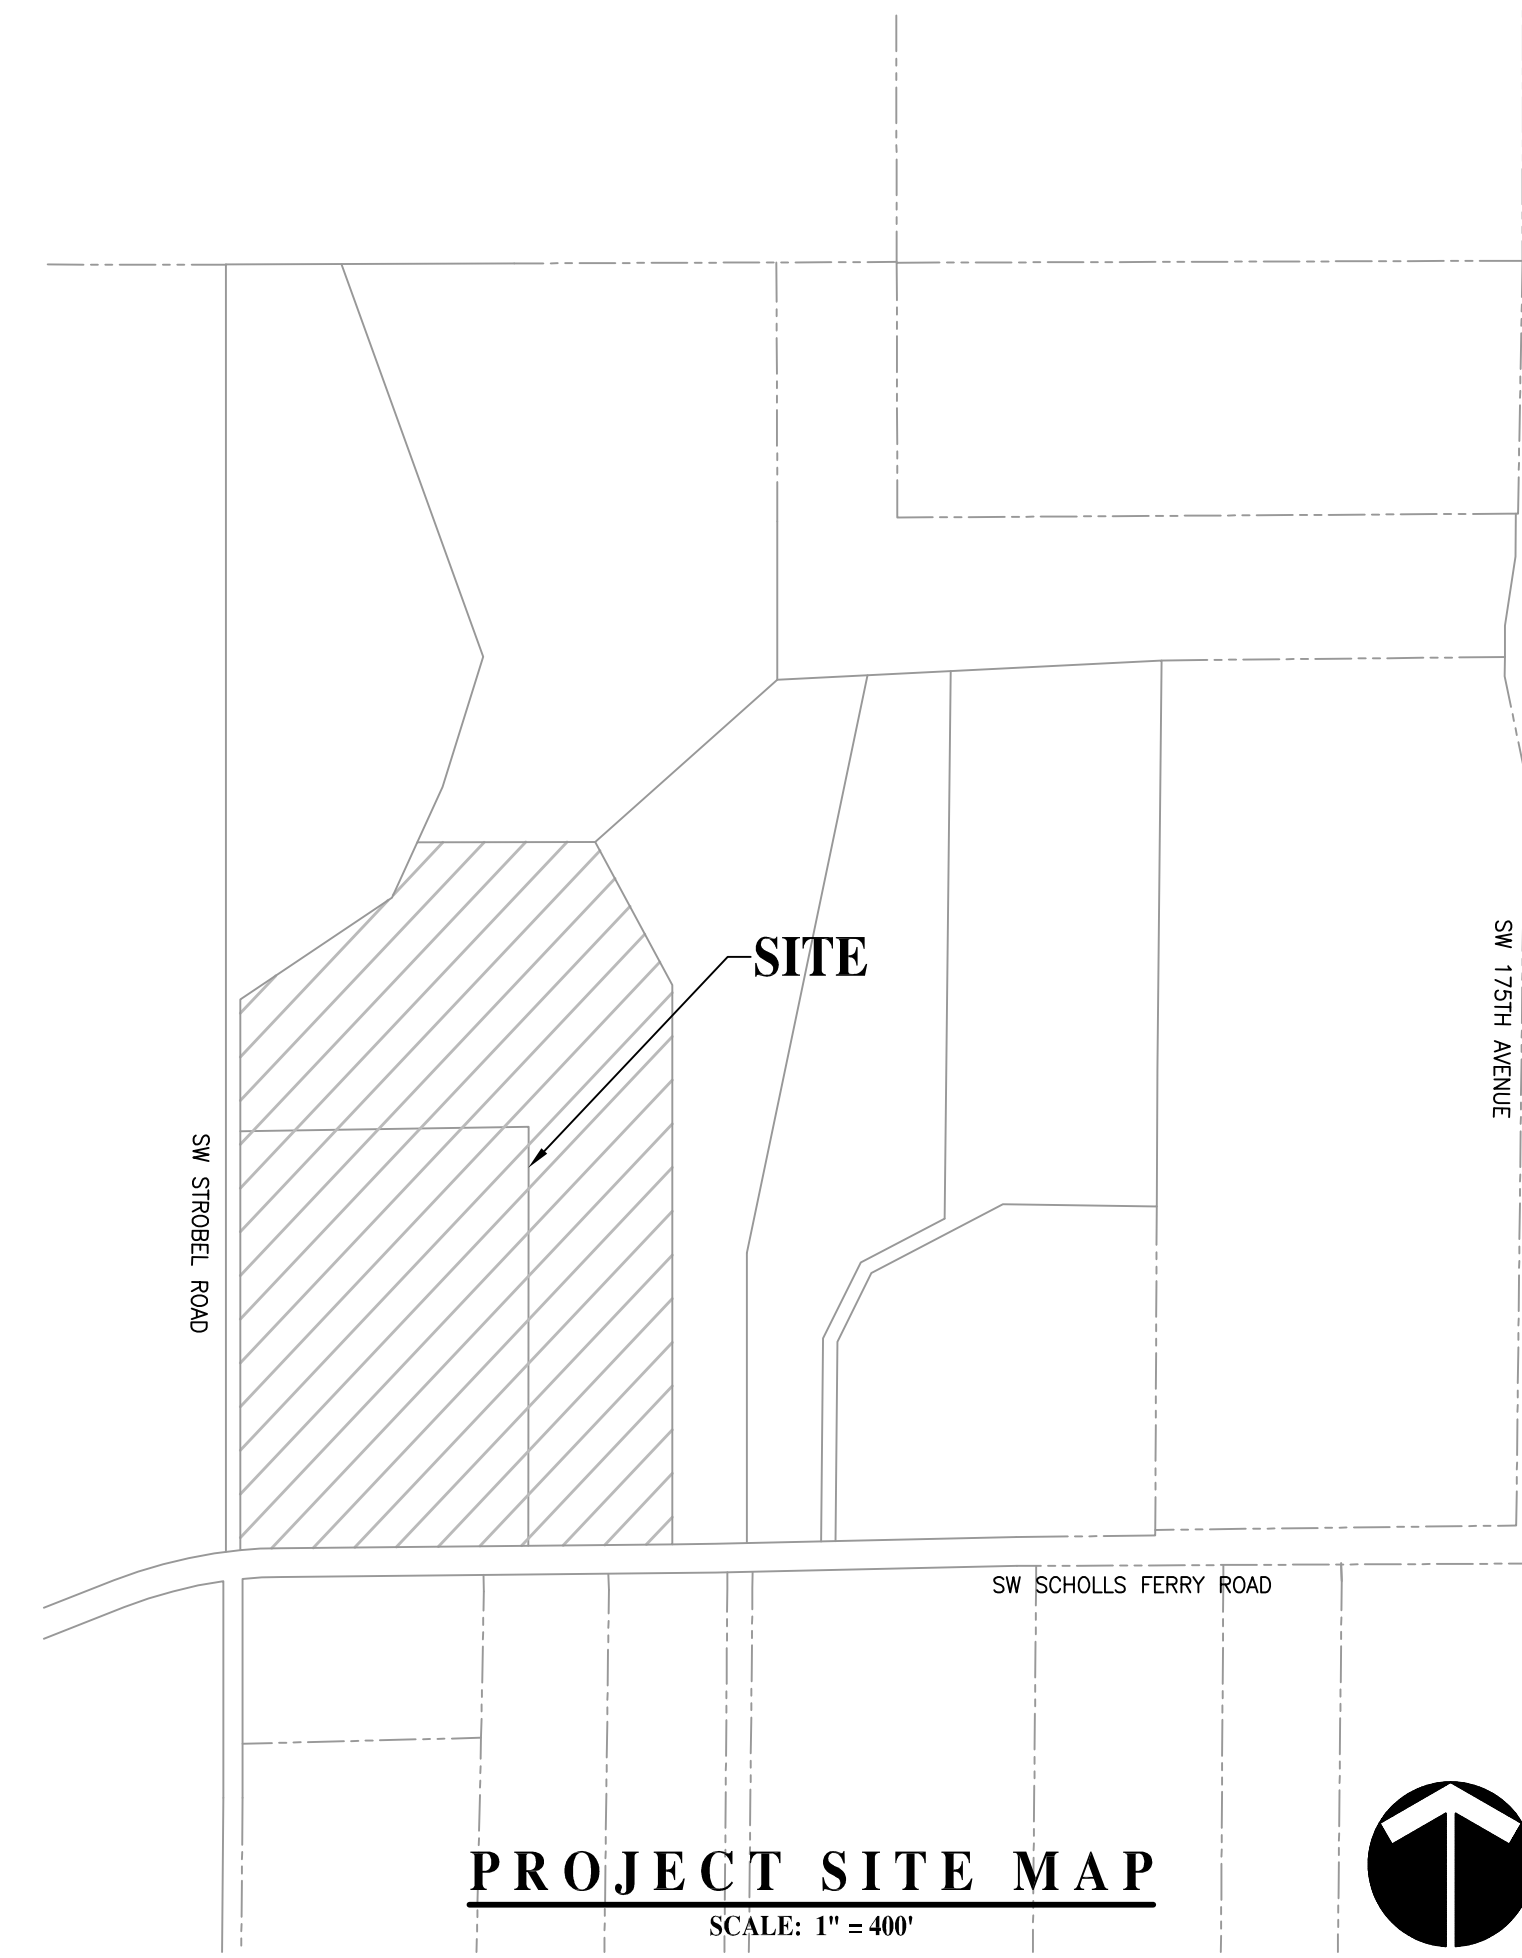 SITE
SW 175TH AVENUE
SW STROBEL ROAD
SW SCHOLLS FERRY ROAD
PROJECT SITE MAP
SCALE: 1" = 400'